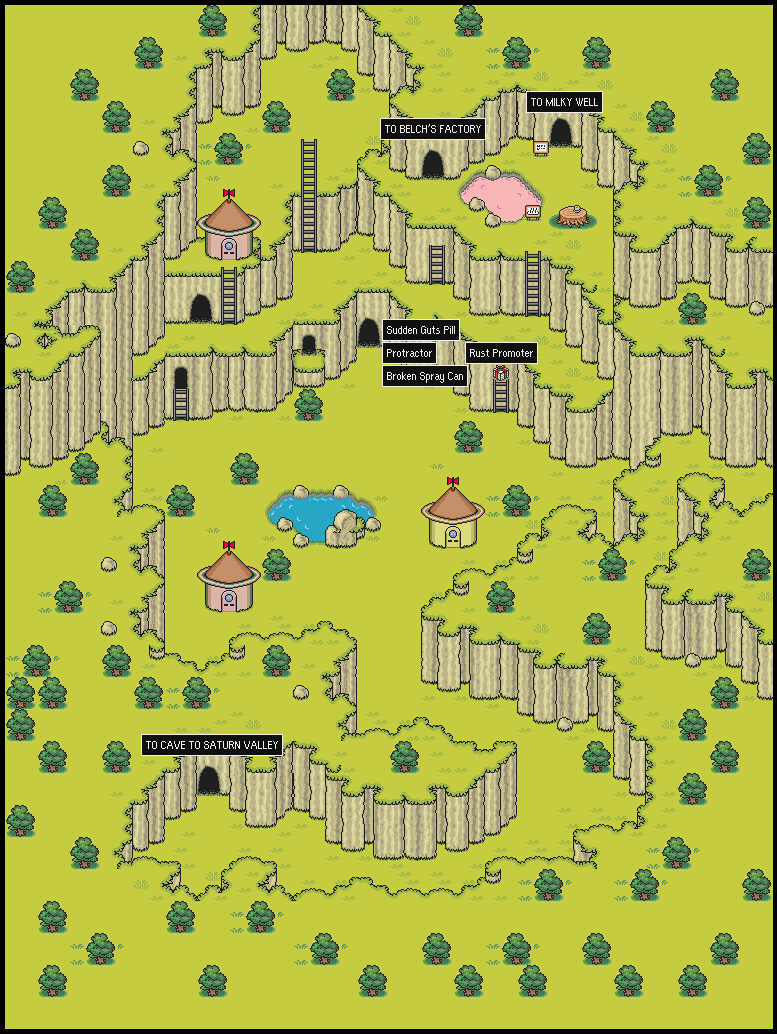 TO MILKY WELL
TO BELCH'S FACTORY
Sudden Guts Pill
Protractor
Rust Promoter
Broken Spray Can
TO CAVE TO SATURN VALLEY